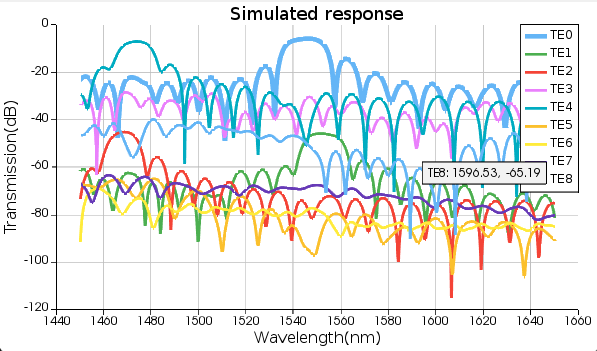 Simulated response
Transmission(dB)
0
-20
-40
-60
-80
-100
-120
1440
1460
1480
1500
1520
1540
1560
1580
1600
1620
1640
1660
Wavelength(nm)
TE0
TE1
TE2
TE3
TE4
TE5
TE6
TE7
TE8
TE8: 1596.53, -65.19